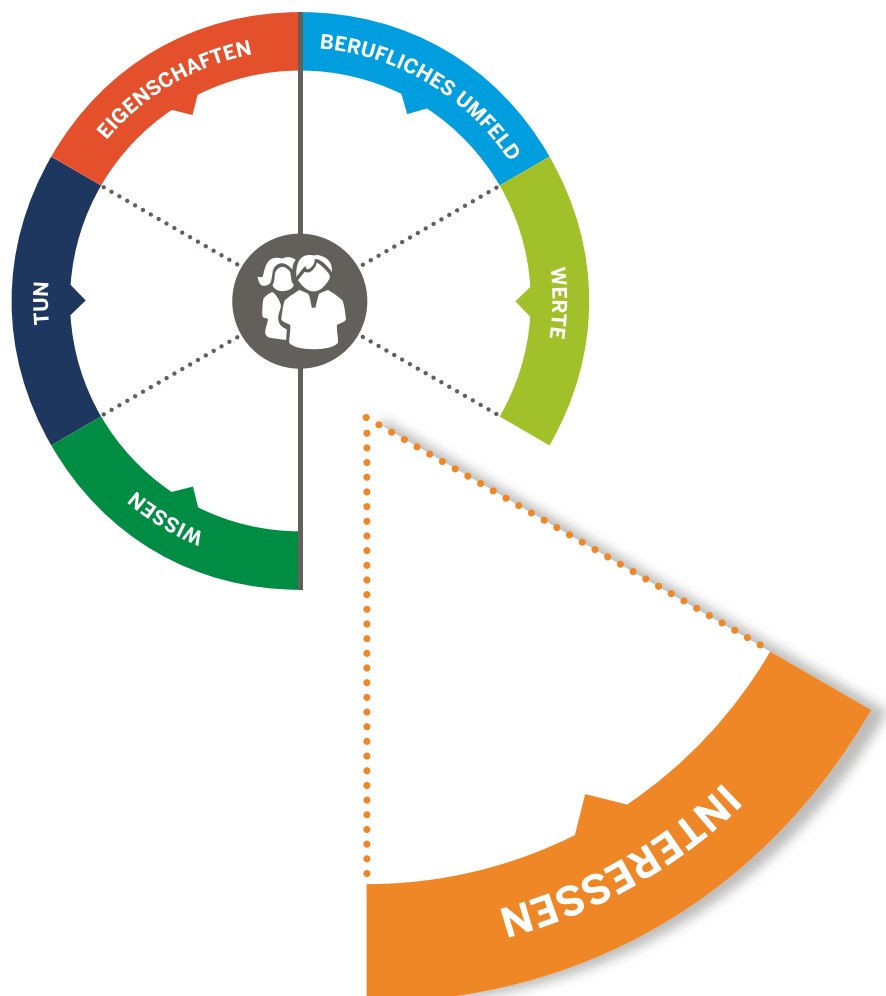 EIGENSCHAFTEN
BERUFLICHES UMFELD
TUN
WERTE
WISSEN
INTERESSEN